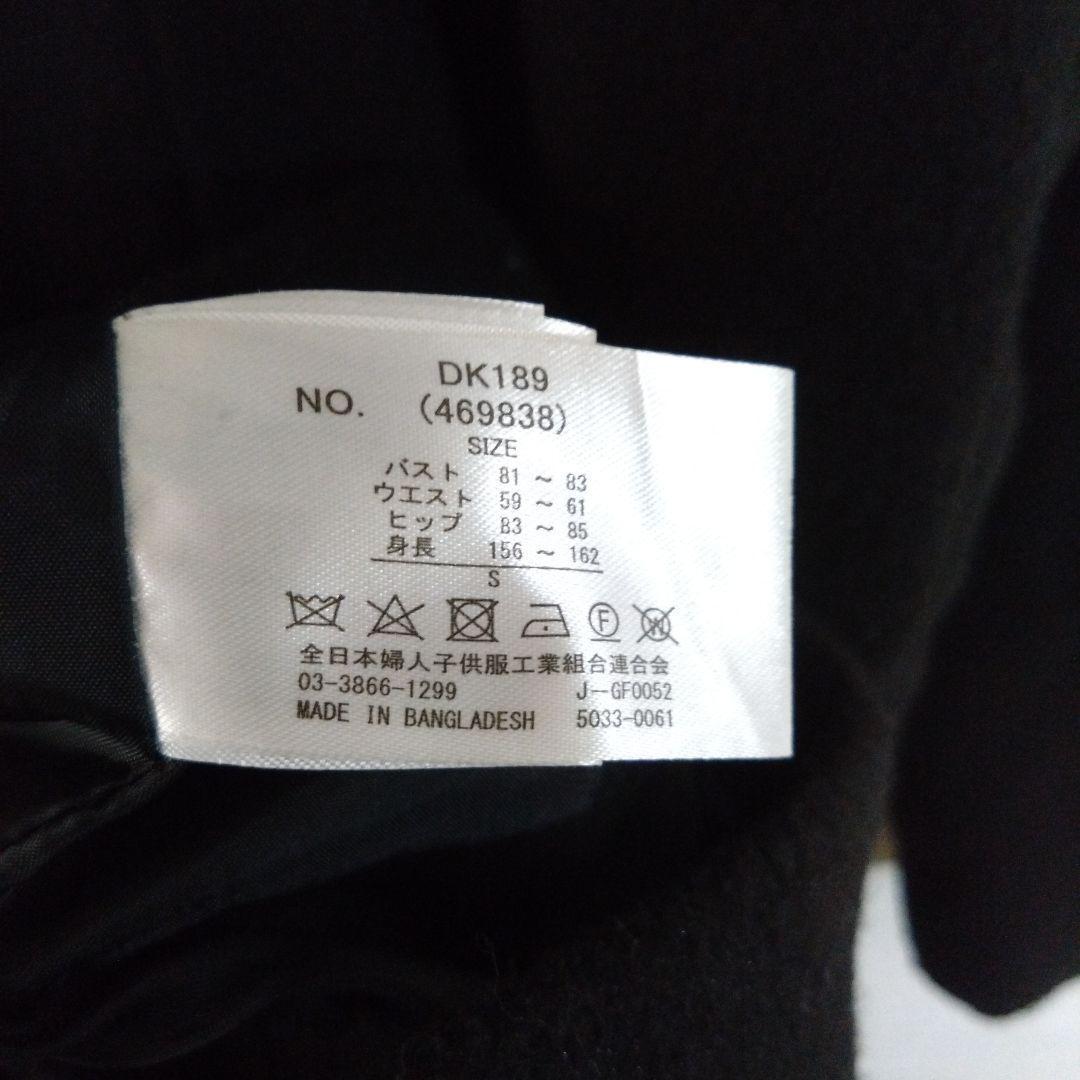 DK189
NO. (469838)
SIZE
バスト 81 ~ 83
ウエスト 59 ~ 61
ヒップ 83 ~ 85
身長 156 ~ 162
S
F W
全日本婦人子供服工業組合連合会
03-3866-1299 J-GF0052
MADE IN BANGLADESH 5033-0061